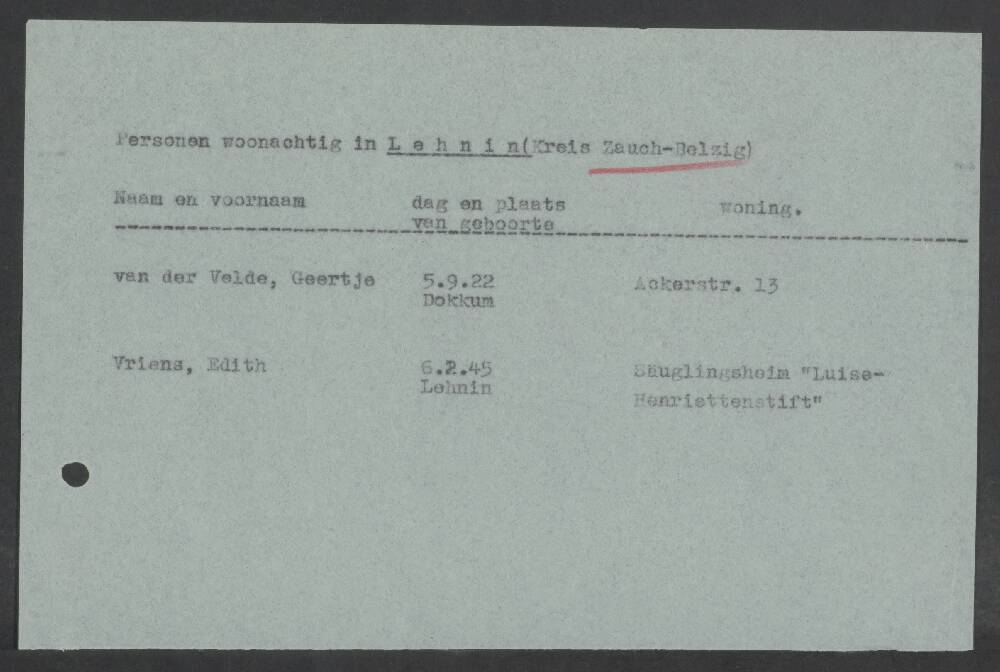 Personen woonachtig in L e h n i n(Kreis Zauch-Belzig)
Naam en voornaam dag en plaats woning.
van geboorte
van der Velde, Geertje 5.9.22 Ackerstr. 13
Dokkum
Vriens, Edith 6.2.45 Säuglingsheim "Luise-
Lehnin Henriettenstift"